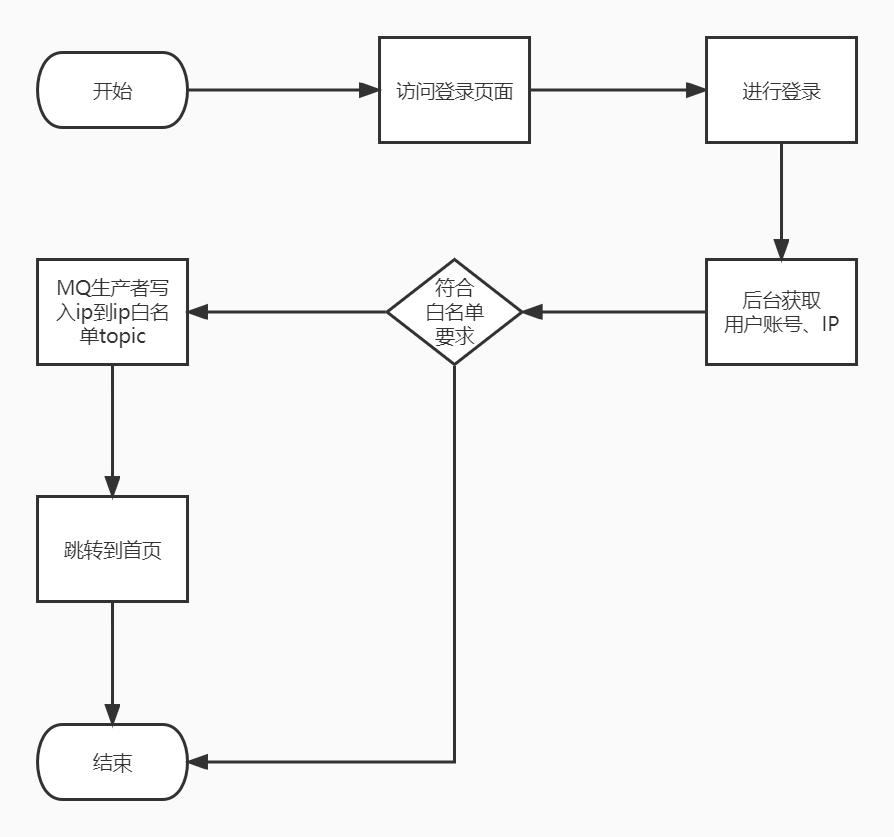 开始
访问登录页面
进行登录
后台获取
用户账号、IP
符合
白名单
要求
MQ生产者写
入ip到ip白名
单topic
跳转到首页
结束